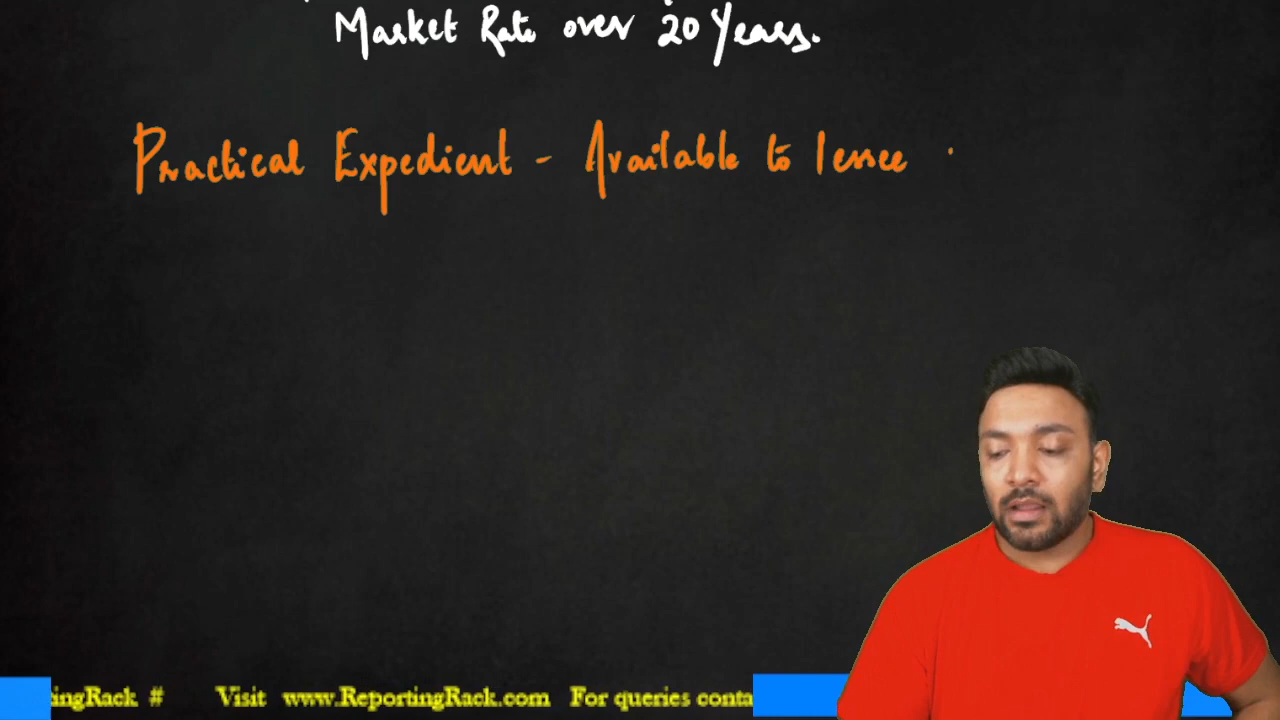 Market Rate over 20 Years.
Practical Expedient - Available to lessee
ingRack # Visit www.ReportingRack.com For queries conta